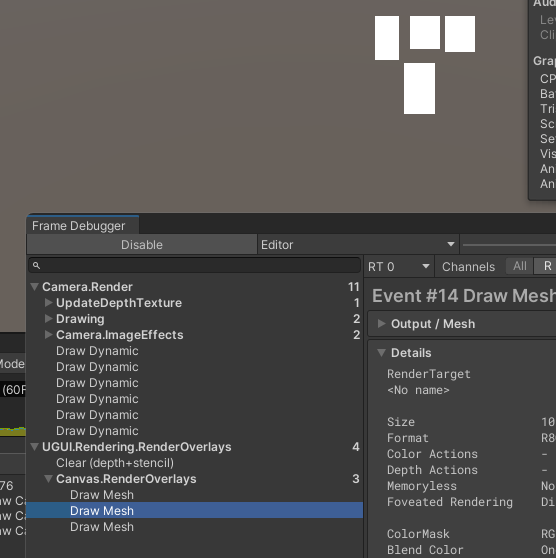 Aud
Le
Cli
Grap
CP
Ba
Tri
Sc
Se
Vis
An
An
Frame Debugger
Disable
Editor
RT 0
Channels
All
R
Camera.Render 11
UpdateDepthTexture 1
Drawing 2
Camera.ImageEffects 2
Draw Dynamic
Draw Dynamic
Draw Dynamic
Draw Dynamic
Draw Dynamic
Draw Dynamic
UGUI.Rendering.RenderOverlays 4
Clear (depth+stencil)
Canvas.RenderOverlays 3
Draw Mesh
Draw Mesh
Draw Mesh
Event #14 Draw Mesh
Output / Mesh
Details
RenderTarget
<No name>
Size 10
Format R8
Color Actions -
Depth Actions -
Memoryless No
Foveated Rendering Di
ColorMask RG
Blend Color On
Mode
(60F
76
aw Ca
aw Ca
aw Ca